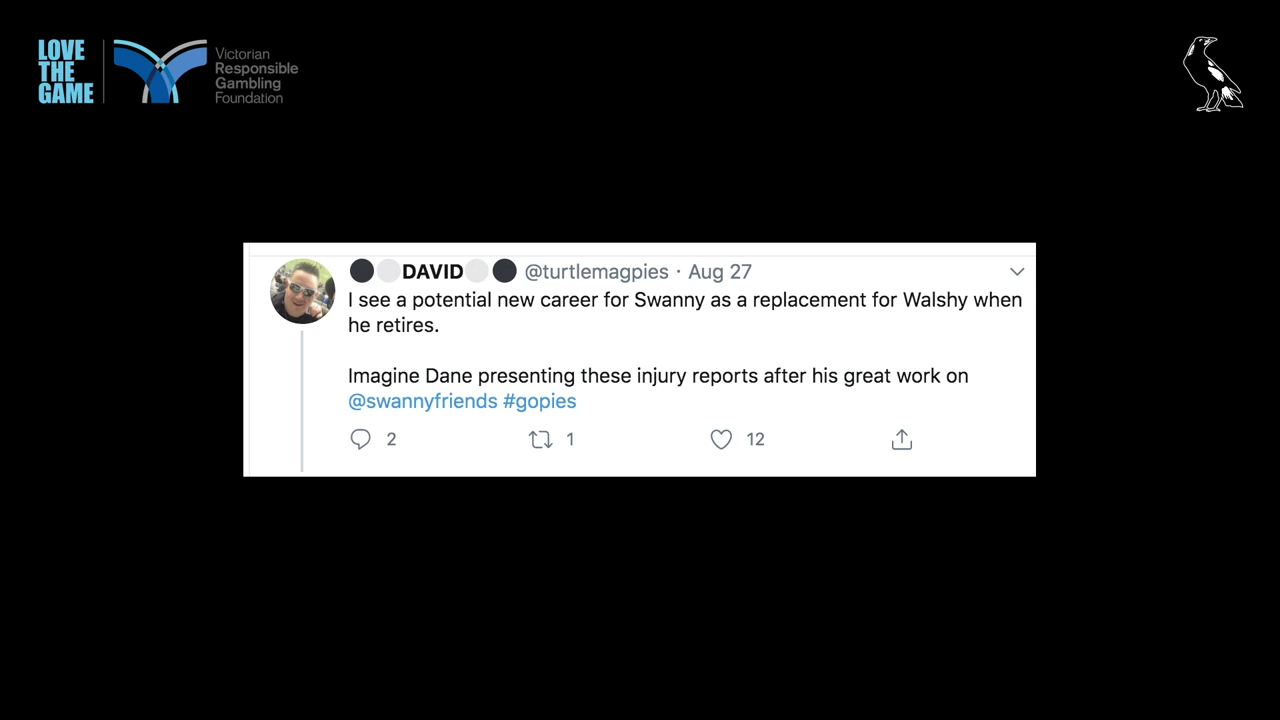 LOVE
THE
GAME
Victorian
Responsible
Gambling
Foundation
DAVID @turtlemagpies · Aug 27
I see a potential new career for Swanny as a replacement for Walshy when
he retires.
Imagine Dane presenting these injury reports after his great work on
@swannyfriends #gopies
2 1 12